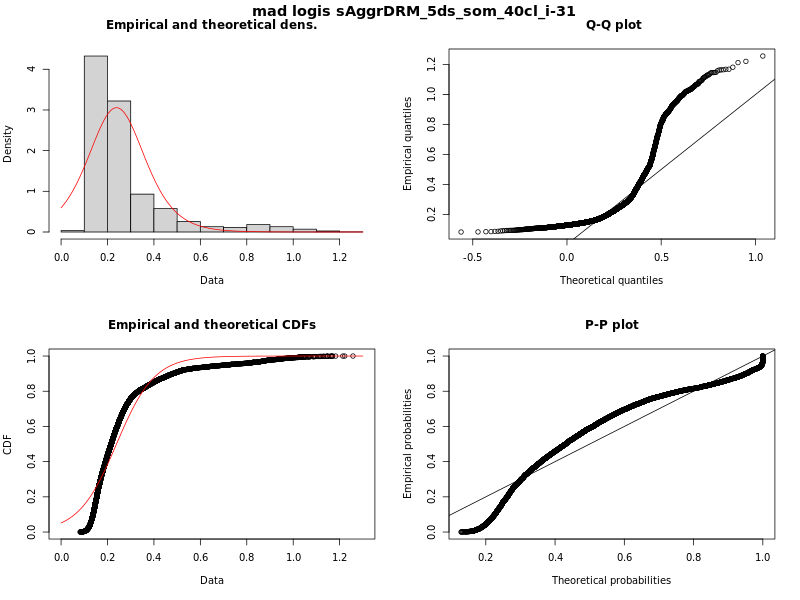 mad logis sAggrDRM_5ds_som_40cl_i-31
Empirical and theoretical dens.
Density
0 1 2 3 4
0.0 0.2 0.4 0.6 0.8 1.0 1.2
Data
Q-Q plot
Empirical quantiles
0.2 0.4 0.6 0.8 1.0 1.2
-0.5 0.0 0.5 1.0
Theoretical quantiles
Empirical and theoretical CDFs
CDF
0.0 0.2 0.4 0.6 0.8 1.0
0.0 0.2 0.4 0.6 0.8 1.0 1.2
Data
P-P plot
Empirical probabilities
0.0 0.2 0.4 0.6 0.8 1.0
0.2 0.4 0.6 0.8 1.0
Theoretical probabilities